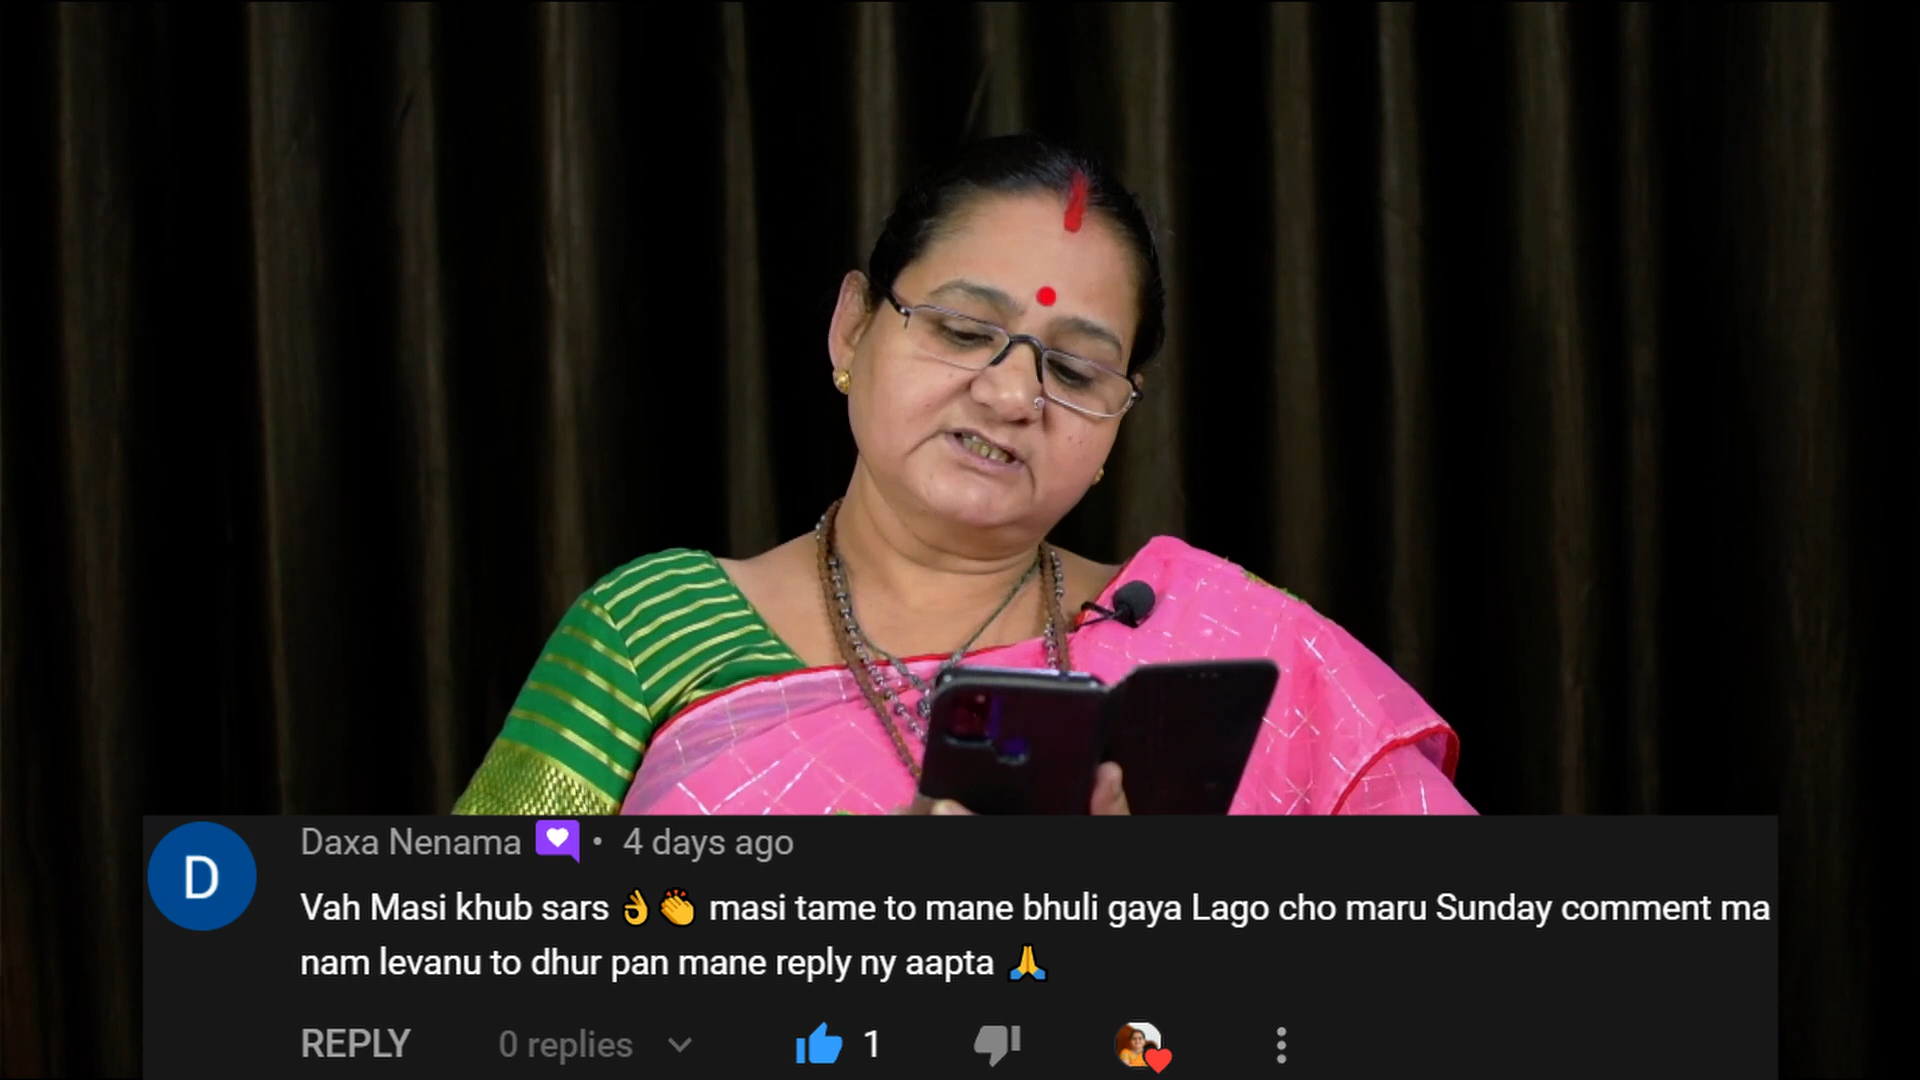 D
Daxa Nenama • 4 days ago
Vah Masi khub sars 👌👏 masi tame to mane bhuli gaya Lago cho maru Sunday comment ma
nam levanu to dhur pan mane reply ny aapta 🙏
REPLY 0 replies 1